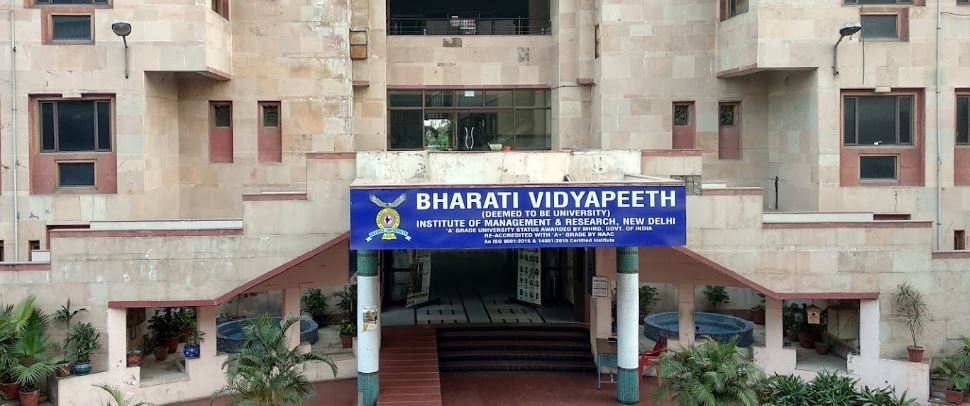 BHARATI VIDYAPEETH
(DEEMED TO BE UNIVERSITY)
INSTITUTE OF MANAGEMENT & RESEARCH, NEW DELHI
'A' GRADE UNIVERSITY STATUS AWARDED BY MHRD, GOVT. OF INDIA
RE-ACCREDITED WITH 'A+' GRADE BY NAAC
An ISO 9001:2015 & 14001:2015 Certified Institute